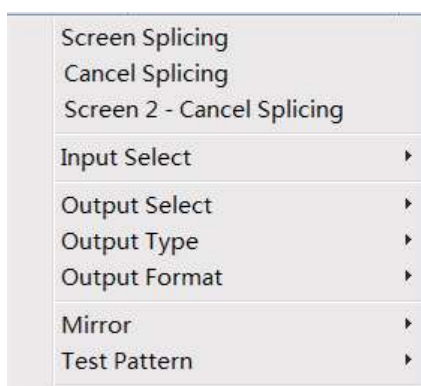 Screen Splicing
Cancel Splicing
Screen 2 - Cancel Splicing
Input Select
Output Select
Output Type
Output Format
Mirror
Test Pattern